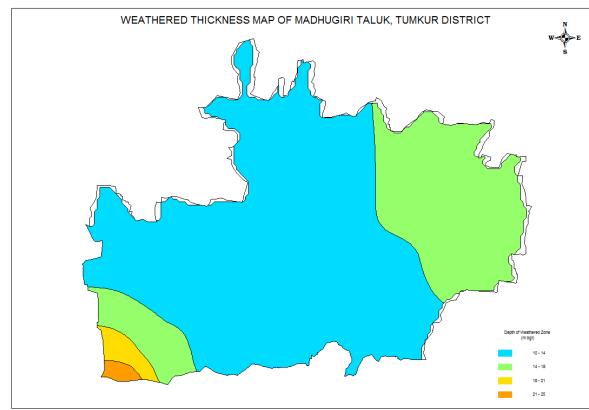 WEATHERED THICKNESS MAP OF MADHUGIRI TALUK, TUMKUR DISTRICT
N
W E
S
Depth of Weathered Zone
(m bgl)
10 - 14
14 - 18
18 - 21
21 - 25